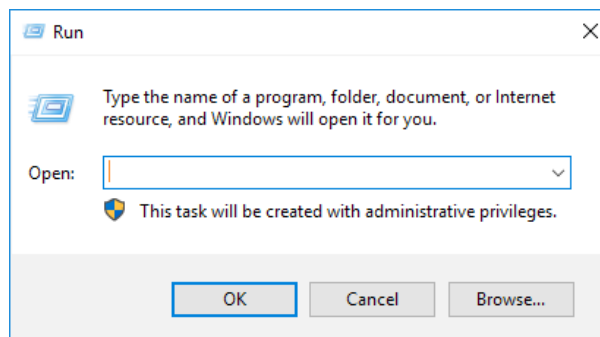 Run
Type the name of a program, folder, document, or Internet
resource, and Windows will open it for you.
Open:
This task will be created with administrative privileges.
OK Cancel Browse...